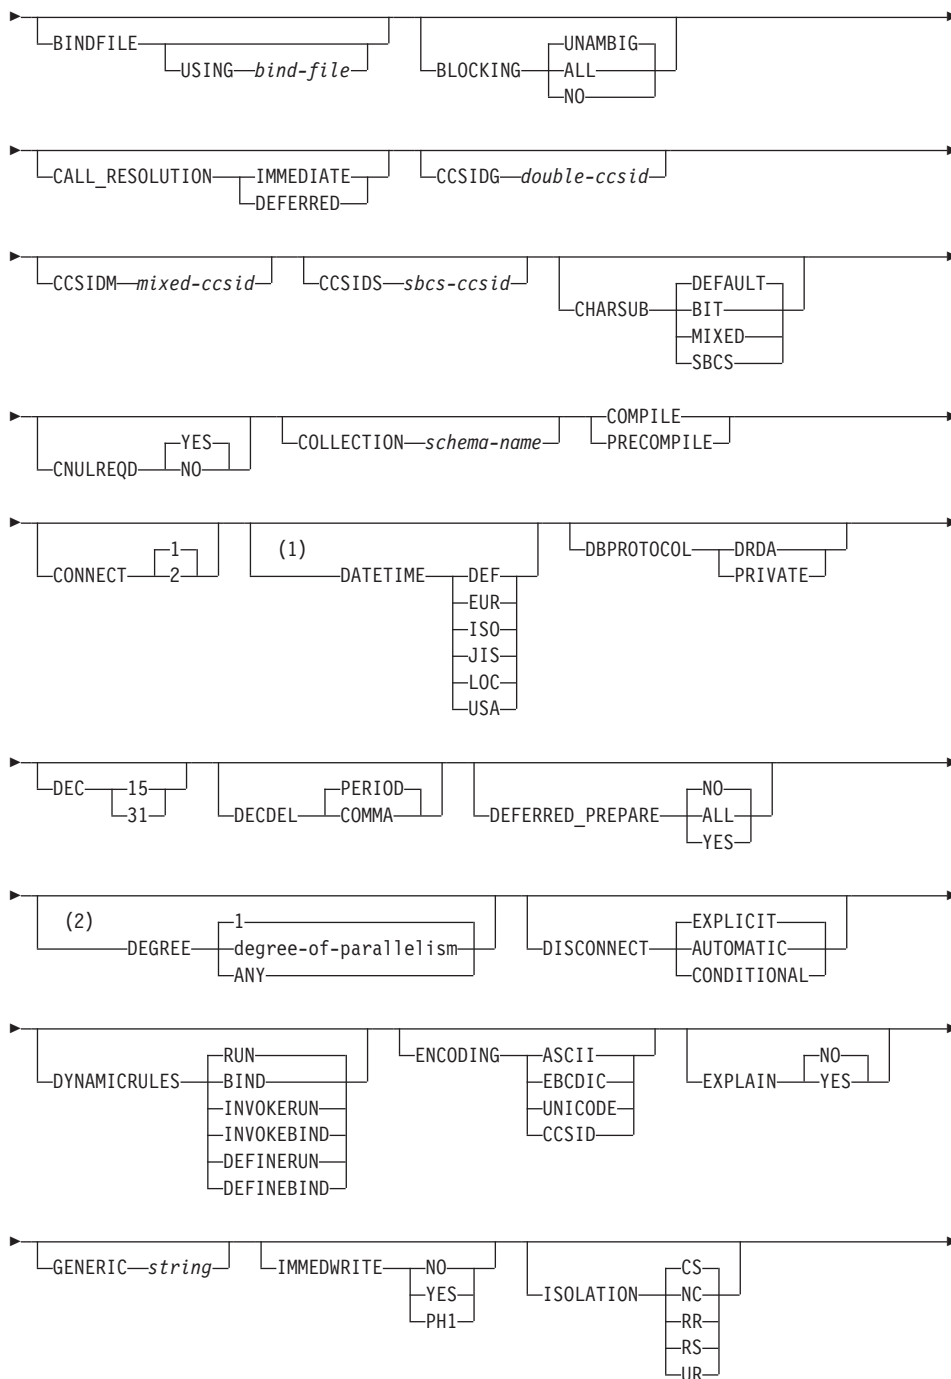 BINDFILE
USING bind-file
BLOCKING
UNAMBIG
ALL
NO
CALL_RESOLUTION
IMMEDIATE
DEFERRED
CCSIDG double-ccsid
CCSIDM mixed-ccsid
CCSIDS sbcs-ccsid
CHARSUB
DEFAULT
BIT
MIXED
SBCS
CNULREQD
YES
NO
COLLECTION schema-name
COMPILE
PRECOMPILE
CONNECT
1
2
(1)
DATETIME
DEF
EUR
ISO
JIS
LOC
USA
DBPROTOCOL
DRDA
PRIVATE
DEC
15
31
DECDEL
PERIOD
COMMA
DEFERRED_PREPARE
NO
ALL
YES
(2)
DEGREE
1
degree-of-parallelism
ANY
DISCONNECT
EXPLICIT
AUTOMATIC
CONDITIONAL
DYNAMICRULES
RUN
BIND
INVOKERUN
INVOKEBIND
DEFINERUN
DEFINEBIND
ENCODING
ASCII
EBCDIC
UNICODE
CCSID
EXPLAIN
NO
YES
GENERIC string
IMMEDWRITE
NO
YES
PH1
ISOLATION
CS
NC
RR
RS
UR